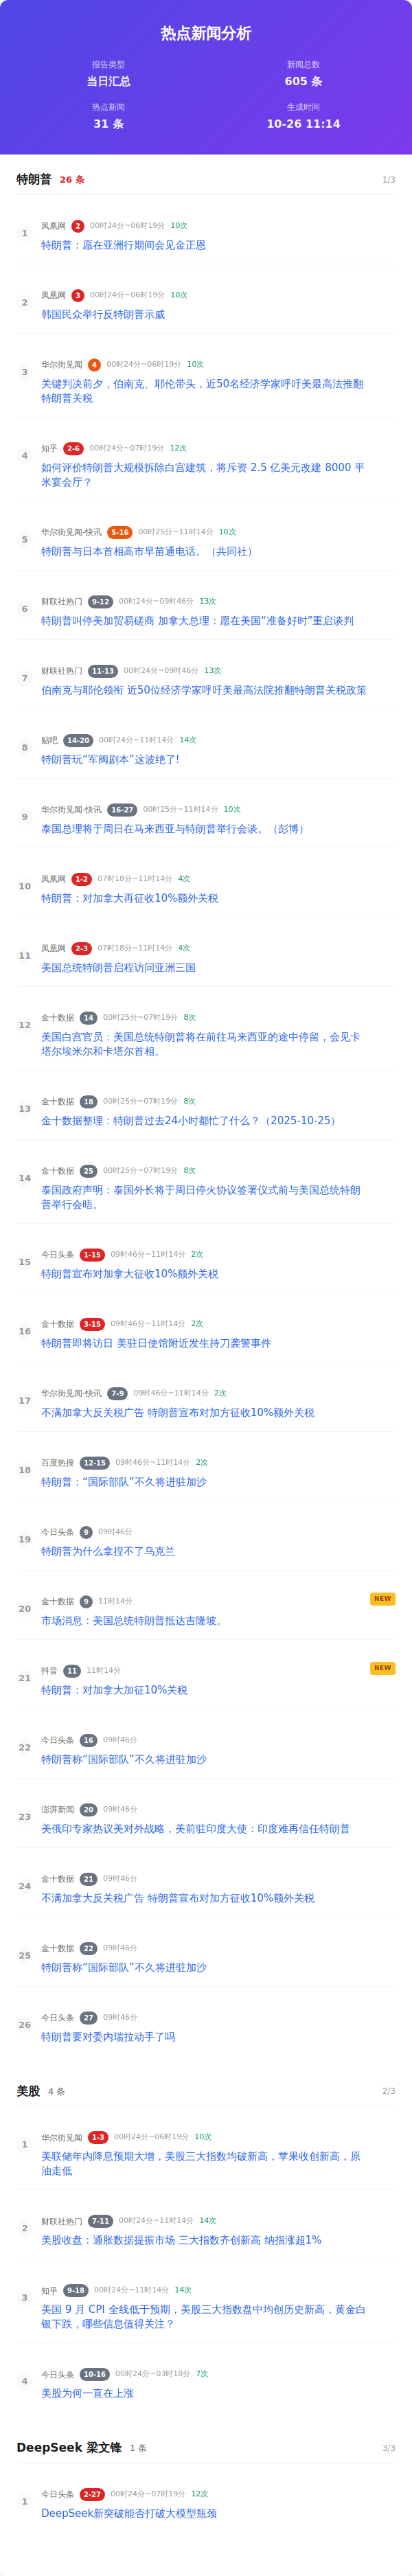 热点新闻分析
报告类型
当日汇总
新闻总数
605 条
热点新闻
31 条
生成时间
10-26 11:14
特朗普 26 条 1/3
1
凤凰网 2 00时24分~06时19分 10次
特朗普：愿在亚洲行期间会见金正恩
2
凤凰网 3 00时24分~06时19分 10次
韩国民众举行反特朗普示威
3
华尔街见闻 4 00时24分~06时19分 10次
关键判决前夕，伯南克、耶伦带头，近50名经济学家呼吁美最高法推翻
特朗普关税
4
知乎 2-6 00时24分~07时19分 12次
如何评价特朗普大规模拆除白宫建筑，将斥资 2.5 亿美元改建 8000 平
米宴会厅？
5
华尔街见闻-快讯 5-16 00时25分~11时14分 10次
特朗普与日本首相高市早苗通电话。（共同社）
6
财联社热门 9-12 00时24分~09时46分 13次
特朗普叫停美加贸易磋商 加拿大总理：愿在美国“准备好时”重启谈判
7
财联社热门 11-13 00时24分~09时46分 13次
伯南克与耶伦领衔 近50位经济学家呼吁美最高法院推翻特朗普关税政策
8
贴吧 14-20 00时24分~11时14分 14次
特朗普玩“军阀剧本”这波绝了!
9
华尔街见闻-快讯 16-27 00时25分~11时14分 10次
泰国总理将于周日在马来西亚与特朗普举行会谈。（彭博）
10
凤凰网 1-2 07时18分~11时14分 4次
特朗普：对加拿大再征收10%额外关税
11
凤凰网 2-3 07时18分~11时14分 4次
美国总统特朗普启程访问亚洲三国
12
金十数据 14 00时25分~07时19分 8次
美国白宫官员：美国总统特朗普将在前往马来西亚的途中停留，会见卡
塔尔埃米尔和卡塔尔首相。
13
金十数据 18 00时25分~07时19分 8次
金十数据整理：特朗普过去24小时都忙了什么？（2025-10-25）
14
金十数据 25 00时25分~07时19分 8次
泰国政府声明：泰国外长将于周日停火协议签署仪式前与美国总统特朗
普举行会晤。
15
今日头条 1-15 09时46分~11时14分 2次
特朗普宣布对加拿大征收10%额外关税
16
金十数据 3-15 09时46分~11时14分 2次
特朗普即将访日 美驻日使馆附近发生持刀袭警事件
17
华尔街见闻-快讯 7-9 09时46分~11时14分 2次
不满加拿大反关税广告 特朗普宣布对加方征收10%额外关税
18
百度热搜 12-15 09时46分~11时14分 2次
特朗普：“国际部队”不久将进驻加沙
19
今日头条 9 09时46分
特朗普为什么拿捏不了乌克兰
20
金十数据 9 11时14分 NEW
市场消息：美国总统特朗普抵达吉隆坡。
21
抖音 11 11时14分 NEW
特朗普：对加拿大加征10%关税
22
今日头条 16 09时46分
特朗普称“国际部队”不久将进驻加沙
23
澎湃新闻 20 09时46分
美俄印专家热议美对外战略，美前驻印度大使：印度难再信任特朗普
24
金十数据 21 09时46分
不满加拿大反关税广告 特朗普宣布对加方征收10%额外关税
25
金十数据 22 09时46分
特朗普称“国际部队”不久将进驻加沙
26
今日头条 27 09时46分
特朗普要对委内瑞拉动手了吗
美股 4 条 2/3
1
华尔街见闻 1-3 00时24分~06时19分 10次
美联储年内降息预期大增，美股三大指数均破新高，苹果收创新高，原
油走低
2
财联社热门 7-11 00时24分~11时14分 14次
美股收盘：通胀数据提振市场 三大指数齐创新高 纳指涨超1%
3
知乎 9-18 00时24分~11时14分 14次
美国 9 月 CPI 全线低于预期，美股三大指数盘中均创历史新高，黄金白
银下跌，哪些信息值得关注？
4
今日头条 10-16 00时24分~03时18分 7次
美股为何一直在上涨
DeepSeek 梁文锋 1 条 3/3
1
今日头条 2-27 00时24分~07时19分 12次
DeepSeek新突破能否打破大模型瓶颈